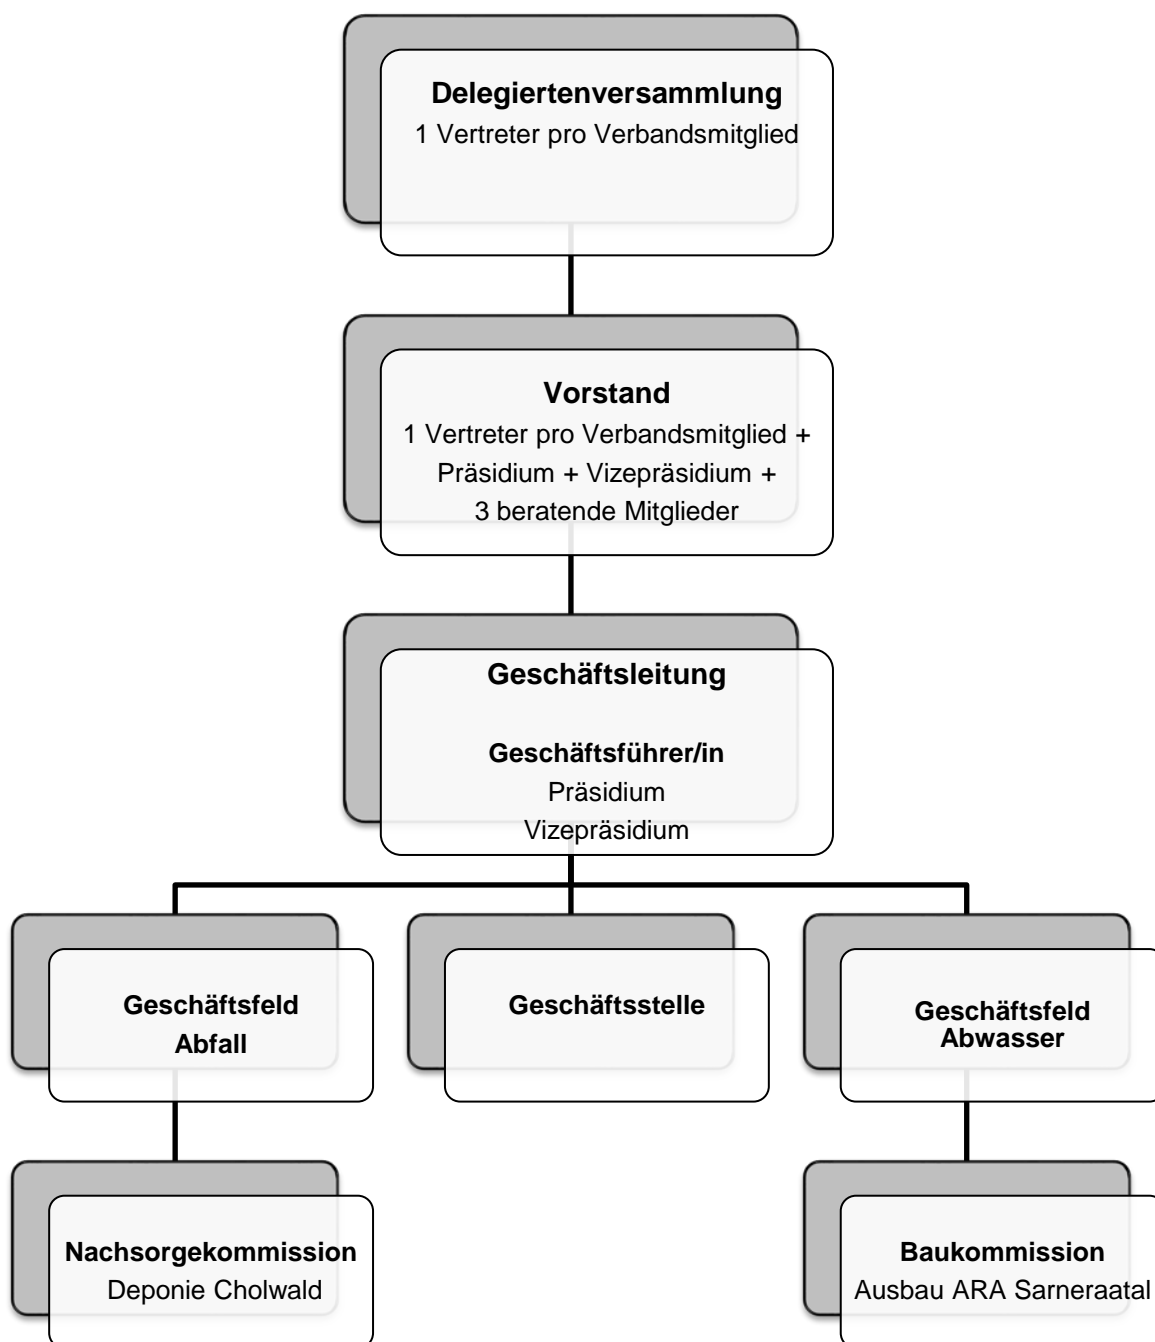 Delegiertenversammlung
1 Vertreter pro Verbandsmitglied
Vorstand
1 Vertreter pro Verbandsmitglied +
Präsidium + Vizepräsidium +
3 beratende Mitglieder
Geschäftsleitung
Geschäftsführer/in
Präsidium
Vizepräsidium
Geschäftsfeld
Abfall
Geschäftsstelle
Geschäftsfeld
Abwasser
Nachsorgekommission
Deponie Cholwald
Baukommission
Ausbau ARA Sarneraatal